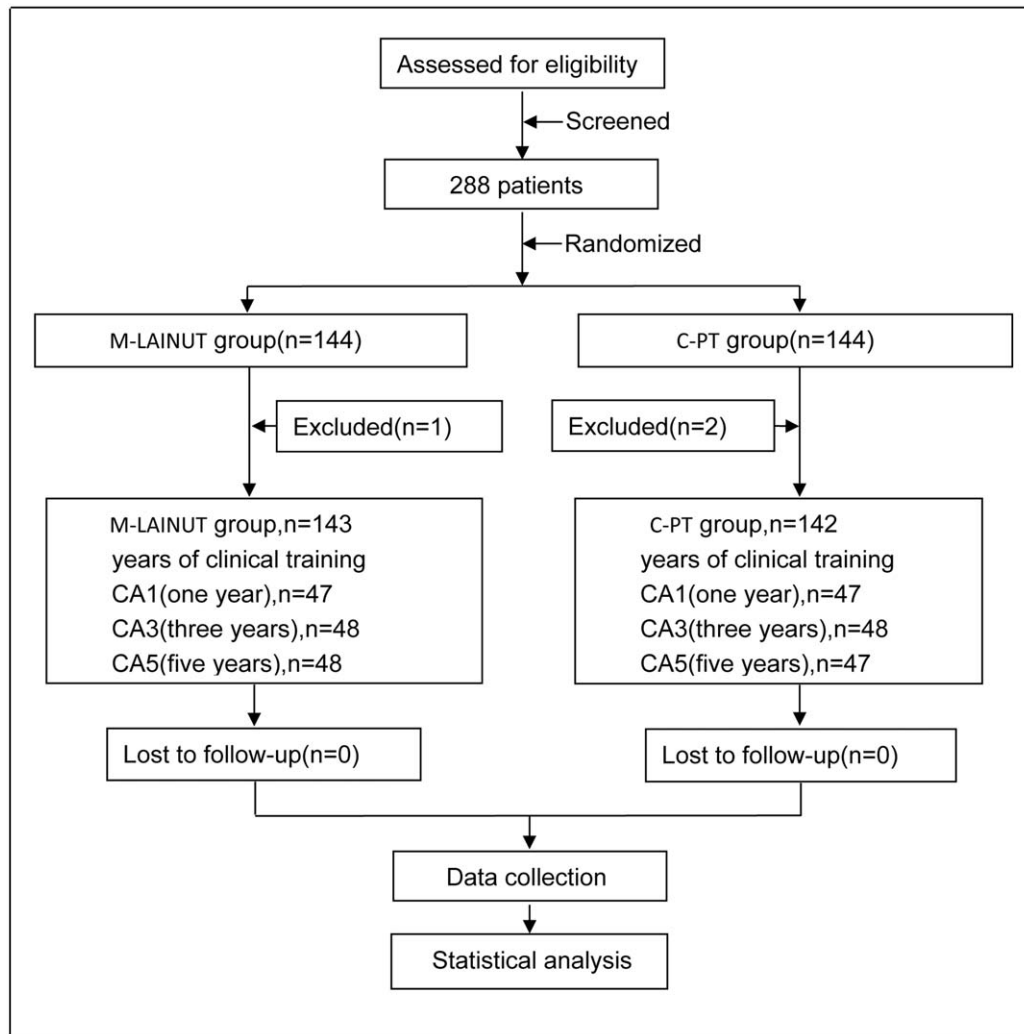 Assessed for eligibility
Screened
288 patients
Randomized
M-LAINUT group(n=144)
C-PT group(n=144)
Excluded(n=1)
Excluded(n=2)
M-LAINUT group,n=143
years of clinical training
CA1(one year),n=47
CA3(three years),n=48
CA5(five years),n=48
C-PT group,n=142
years of clinical training
CA1(one year),n=47
CA3(three years),n=48
CA5(five years),n=47
Lost to follow-up(n=0)
Lost to follow-up(n=0)
Data collection
Statistical analysis